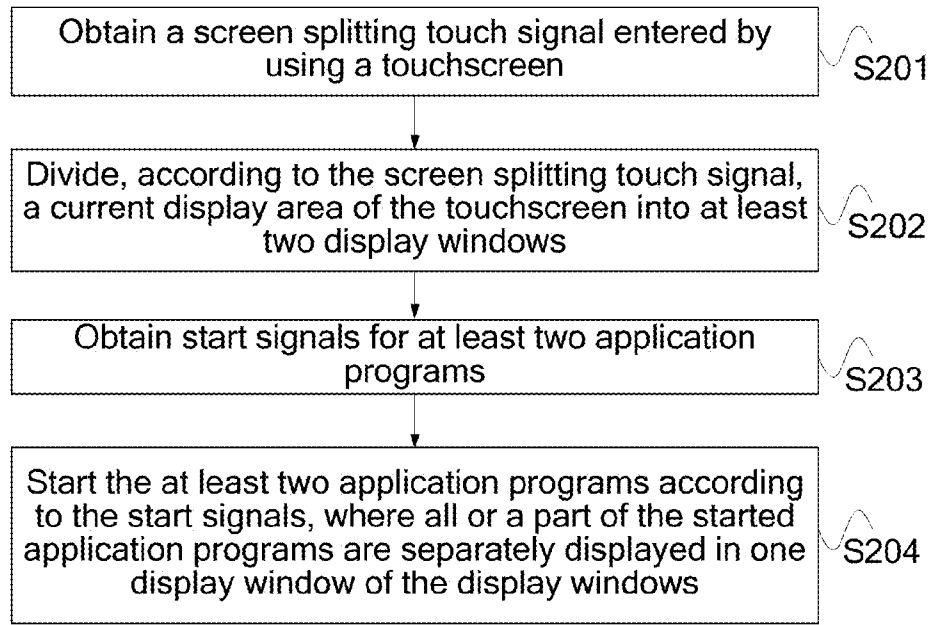 Obtain a screen splitting touch signal entered by
using a touchscreen
S201
Divide, according to the screen splitting touch signal,
a current display area of the touchscreen into at least
two display windows
S202
Obtain start signals for at least two application
programs
S203
Start the at least two application programs according
to the start signals, where all or a part of the started
application programs are separately displayed in one
display window of the display windows
S204